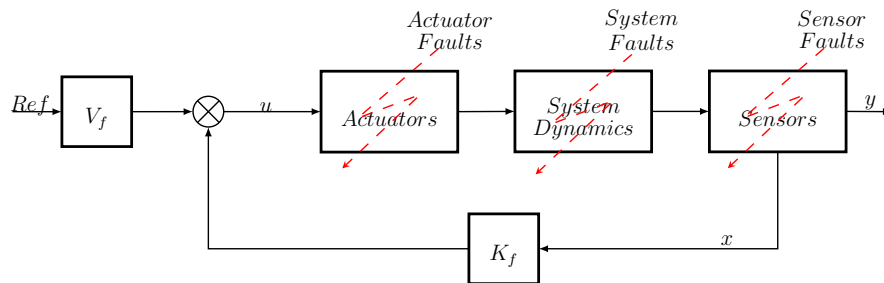 Actuator
Faults
System
Faults
Sensor
Faults
Ref
V_f
u
Actuators
System
Dynamics
Sensors
y
K_f
x